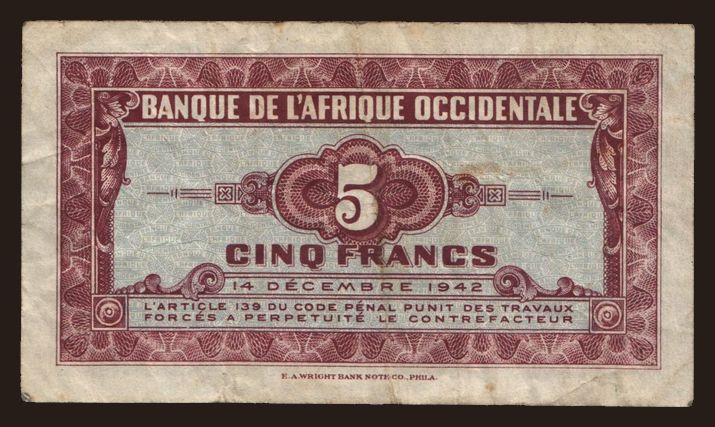 BANQUE DE L'AFRIQUE OCCIDENTALE
5
CINQ FRANCS
14 DÉCEMBRE 1942
L'ARTICLE 139 DU CODE PÉNAL PUNIT DES TRAVAUX
FORCÉS A PERPETUITÉ LE CONTREFACTEUR
E.A.WRIGHT BANK NOTE CO., PHILA.